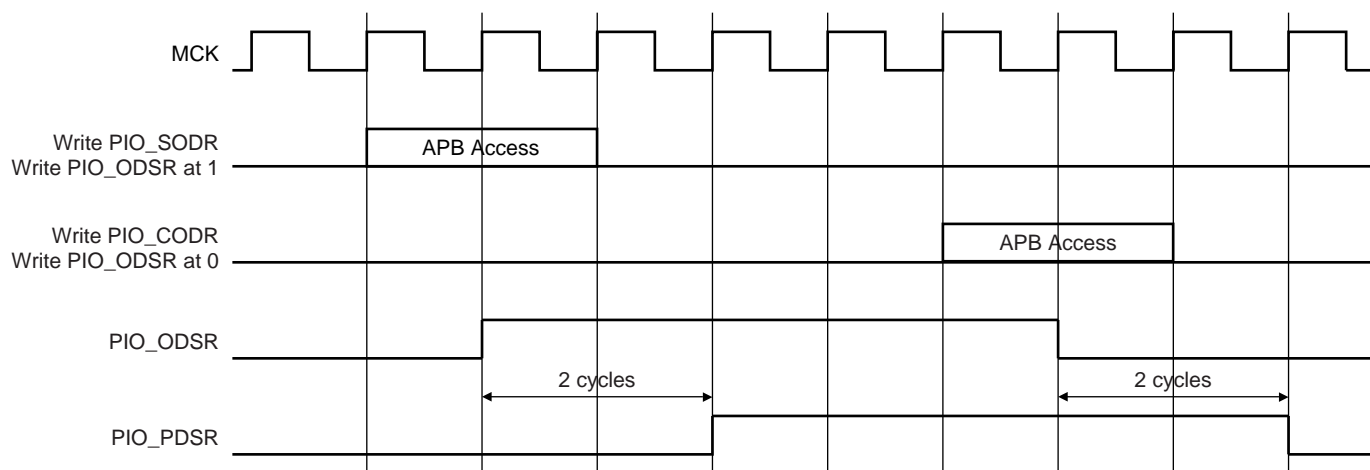 MCK
Write PIO_SODR
Write PIO_ODSR at 1
APB Access
Write PIO_CODR
Write PIO_ODSR at 0
APB Access
PIO_ODSR
2 cycles
2 cycles
PIO_PDSR